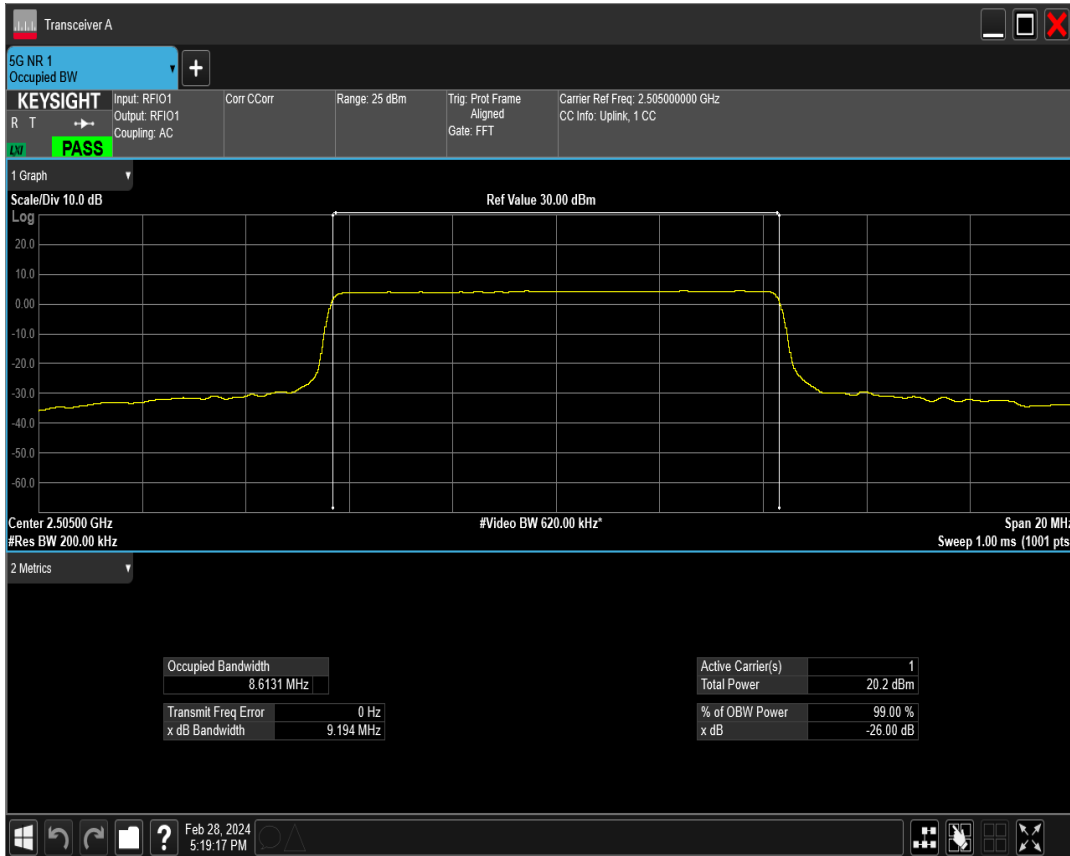 Transceiver A
5G NR 1
Occupied BW
+
KEYSIGHT
R T
LXI
PASS
Input: RFIO1
Output: RFIO1
Coupling: AC
Corr CCorr
Range: 25 dBm
Trig: Prot Frame
Aligned
Gate: FFT
Carrier Ref Freq: 2.505000000 GHz
CC Info: Uplink, 1 CC
1 Graph
Scale/Div 10.0 dB
Ref Value 30.00 dBm
Log
20.0
10.0
0.00
-10.0
-20.0
-30.0
-40.0
-50.0
-60.0
Center 2.50500 GHz
#Video BW 620.00 kHz*
Span 20 MHz
#Res BW 200.00 kHz
Sweep 1.00 ms (1001 pts
2 Metrics
Occupied Bandwidth
8.6131 MHz
Transmit Freq Error 0 Hz
x dB Bandwidth 9.194 MHz
Active Carrier(s) 1
Total Power 20.2 dBm
% of OBW Power 99.00 %
x dB -26.00 dB
?
Feb 28, 2024
5:19:17 PM